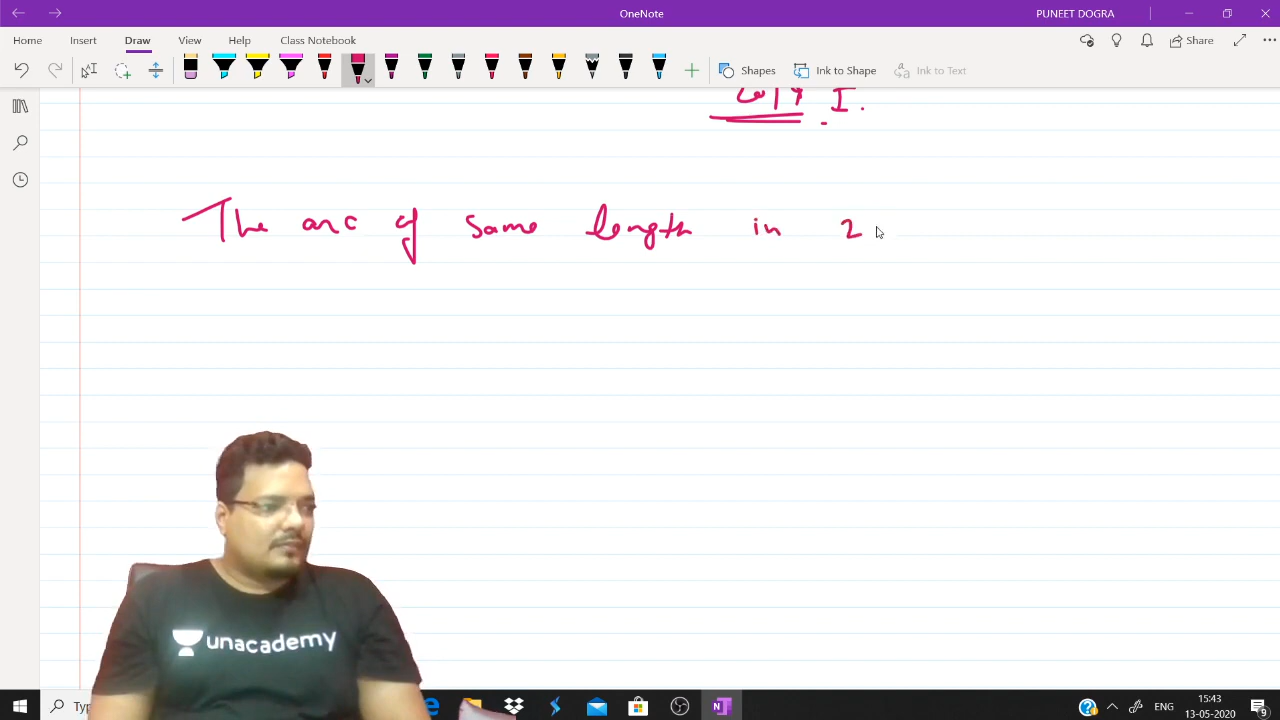 OneNote
PUNEET DOGRA
Home Insert Draw View Help Class Notebook
Share
Shapes
Ink to Shape
Ink to Text
I.
The arc of same length in 2
unacademy
15:43
13-05-2020
9